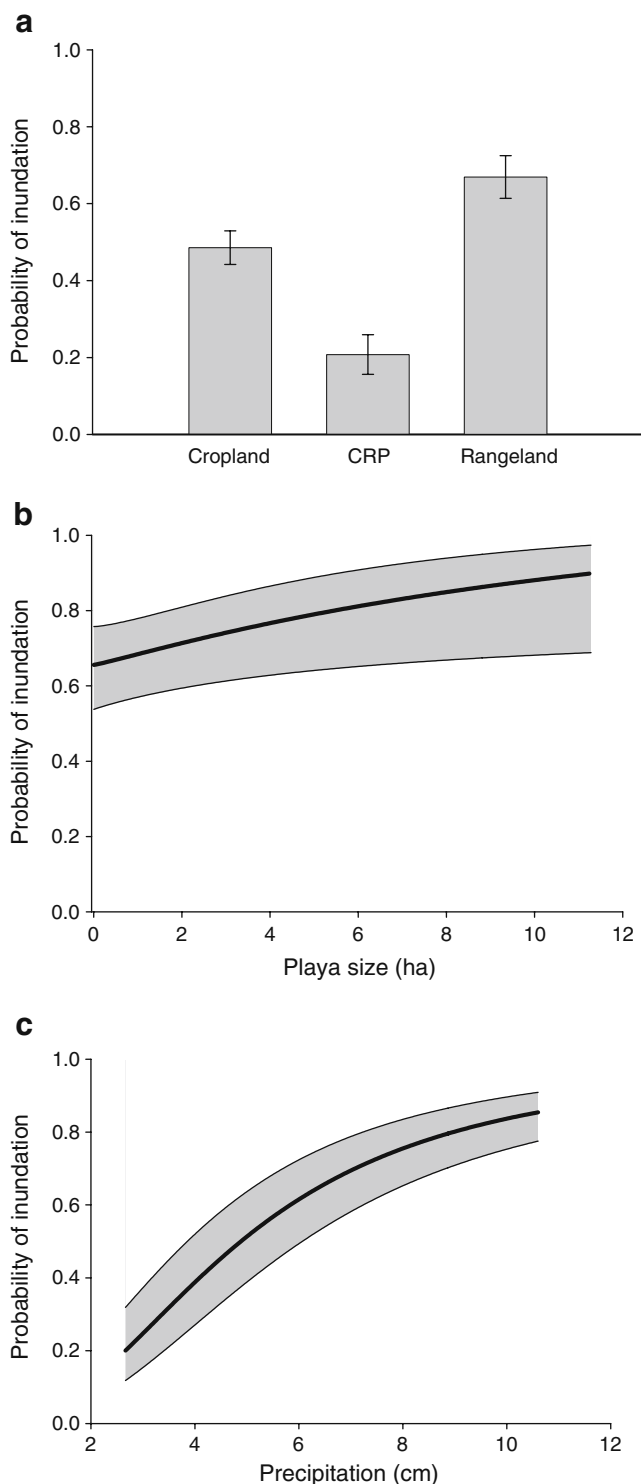 a
1.0
0.8
0.6
0.4
0.2
0.0
Probability of inundation
Cropland CRP Rangeland
b
1.0
0.8
0.6
0.4
0.2
0.0
Probability of inundation
0 2 4 6 8 10 12
Playa size (ha)
c
1.0
0.8
0.6
0.4
0.2
0.0
Probability of inundation
2 4 6 8 10 12
Precipitation (cm)